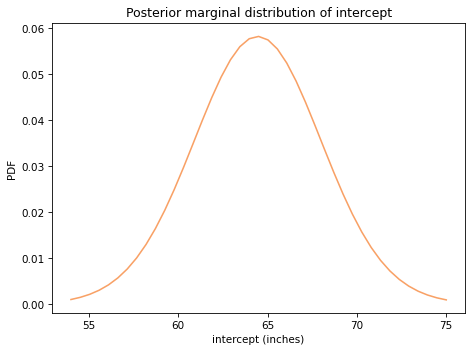 Posterior marginal distribution of intercept
0.06
0.05
0.04
0.03
0.02
0.01
0.00
PDF
55 60 65 70 75
intercept (inches)